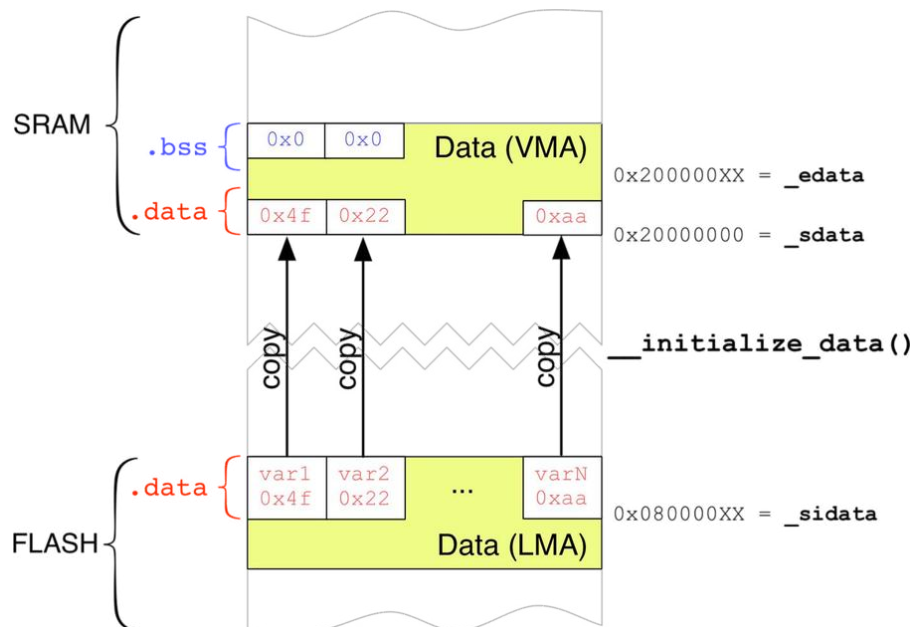 SRAM
.bss
0x0 0x0
Data (VMA)
0x200000XX = _edata
.data
0x4f 0x22 0xaa
0x20000000 = _sdata
copy copy copy
__initialize_data()
.data
var1 var2 ... varN
0x4f 0x22 0xaa
0x080000XX = _sidata
FLASH
Data (LMA)